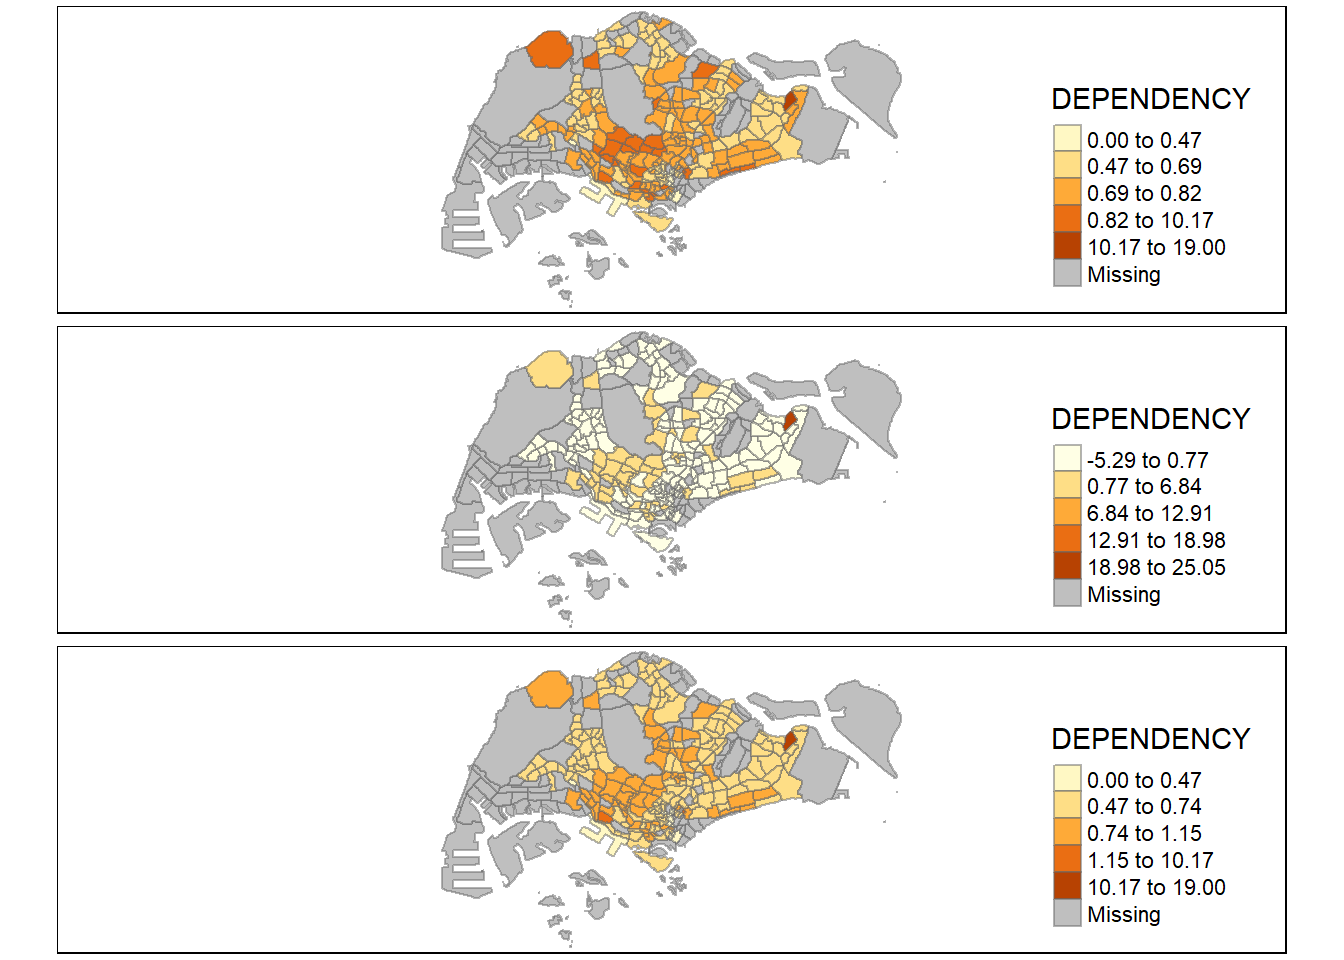 DEPENDENCY
0.00 to 0.47
0.47 to 0.69
0.69 to 0.82
0.82 to 10.17
10.17 to 19.00
Missing
DEPENDENCY
-5.29 to 0.77
0.77 to 6.84
6.84 to 12.91
12.91 to 18.98
18.98 to 25.05
Missing
DEPENDENCY
0.00 to 0.47
0.47 to 0.74
0.74 to 1.15
1.15 to 10.17
10.17 to 19.00
Missing